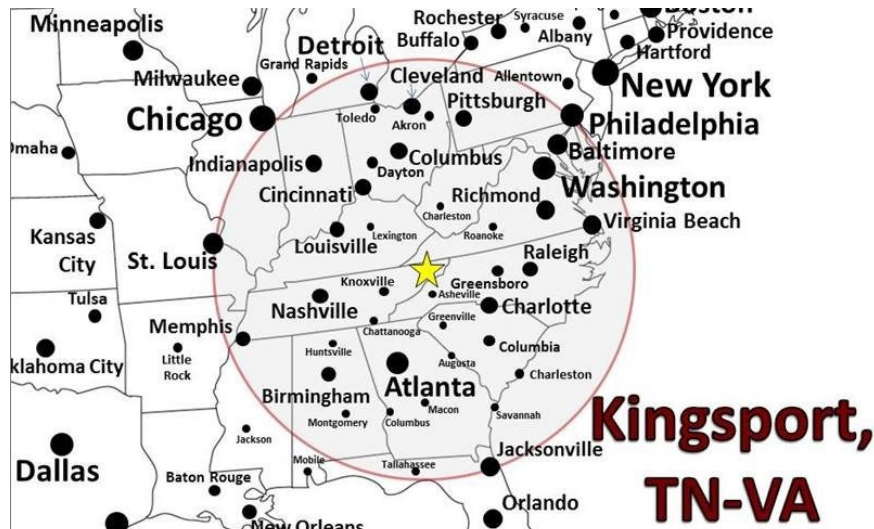 Boston
Rochester
Syracuse
Minneapolis
Buffalo
Albany
Providence
Hartford
Detroit
Grand Rapids
Milwaukee
Cleveland
Allentown
New York
Chicago
Toledo
Akron
Pittsburgh
Philadelphia
Omaha
Indianapolis
Columbus
Dayton
Baltimore
Cincinnati
Richmond
Washington
Charleston
Virginia Beach
Kansas
City
St. Louis
Louisville
Lexington
Roanoke
Raleigh
Knoxville
Greensboro
Tulsa
Nashville
Asheville
Charlotte
Memphis
Chattanooga
Greenville
Little
Rock
klahoma City
Huntsville
Columbia
Augusta
Birmingham
Atlanta
Charleston
Montgomery
Columbus
Macon
Savannah
Kingsport,
TN-VA
Jackson
Jacksonville
Dallas
Mobile
Tallahassee
Baton Rouge
Orlando
New Orleans